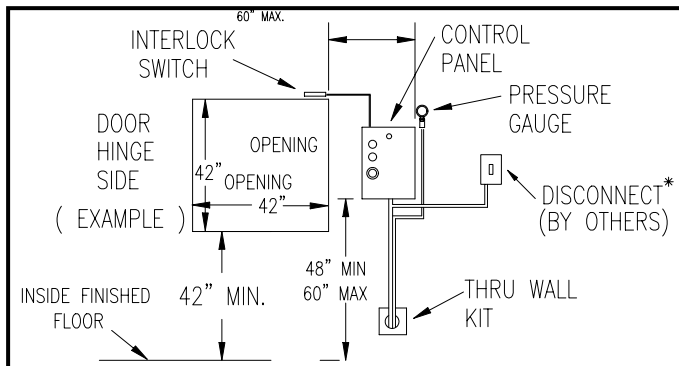 60" MAX.
INTERLOCK
SWITCH
CONTROL
PANEL
PRESSURE
GAUGE
DOOR
HINGE
SIDE
( EXAMPLE )
OPENING
42"
OPENING
42"
DISCONNECT*
(BY OTHERS)
48" MIN
60" MAX
42" MIN.
INSIDE FINISHED
FLOOR
THRU WALL
KIT